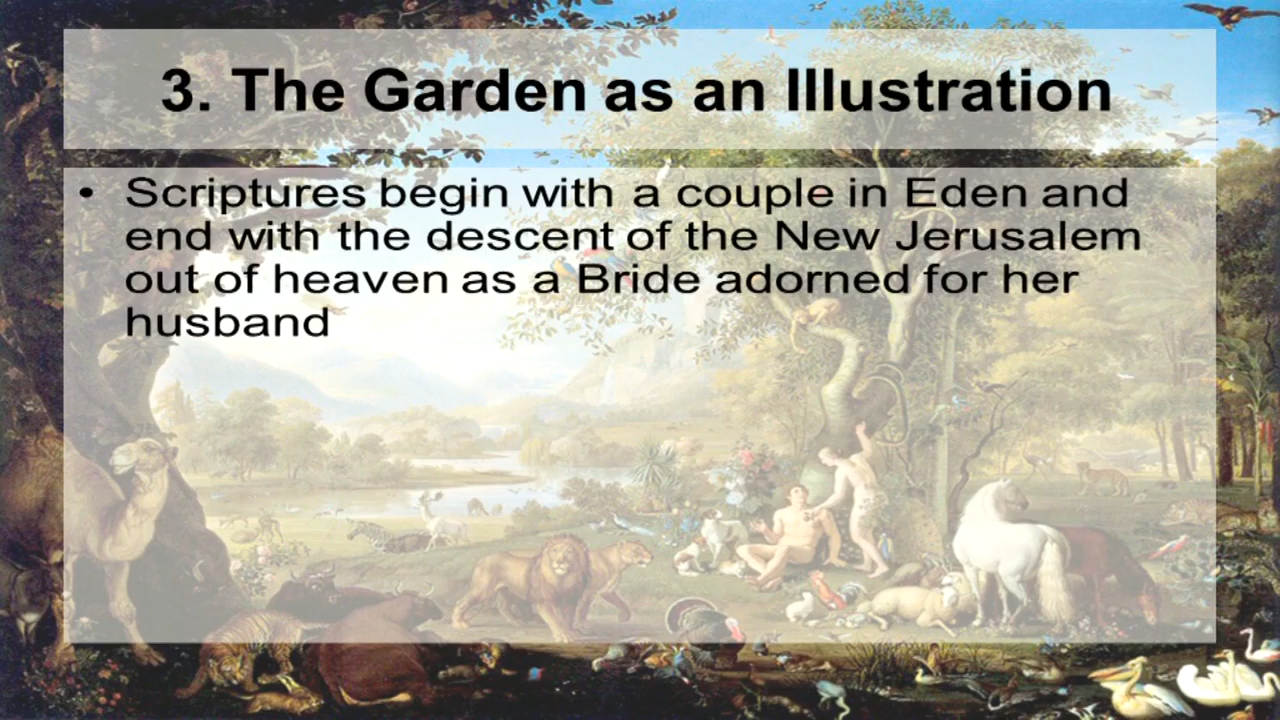 3. The Garden as an Illustration
• Scriptures begin with a couple in Eden and
end with the descent of the New Jerusalem
out of heaven as a Bride adorned for her
husband